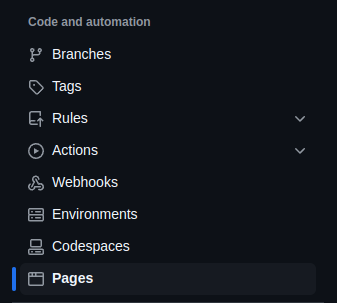 Code and automation
Branches
Tags
Rules
Actions
Webhooks
Environments
Codespaces
Pages